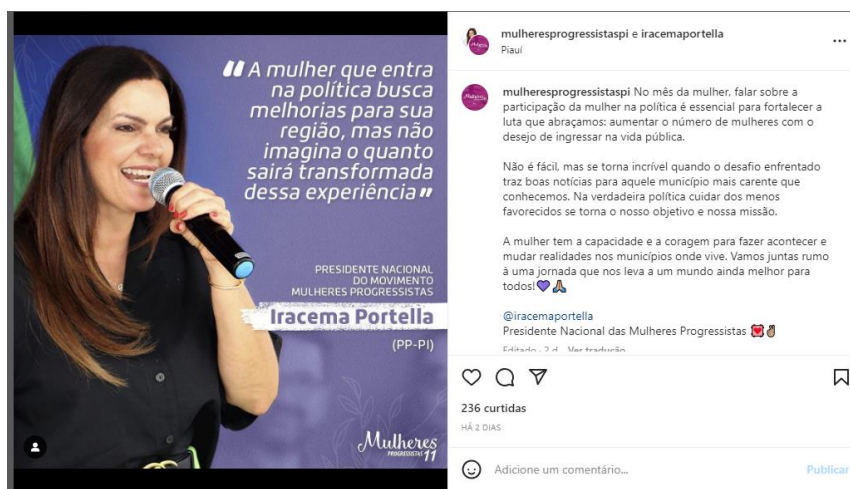 ❝ A mulher que entra
na política busca
melhorias para sua
região, mas não
imagina o quanto
sairá transformada
dessa experiência ❞
PRESIDENTE NACIONAL
DO MOVIMENTO
MULHERES PROGRESSISTAS
Iracema Portella
(PP-PI)
Mulheres
PROGRESSISTAS 11
mulheresprogressistaspi e iracemaportella
Piauí
mulheresprogressistaspi No mês da mulher, falar sobre a
participação da mulher na política é essencial para fortalecer a
luta que abraçamos: aumentar o número de mulheres com o
desejo de ingressar na vida pública.
Não é fácil, mas se torna incrível quando o desafio enfrentado
traz boas notícias para aquele município mais carente que
conhecemos. Na verdadeira política cuidar dos menos
favorecidos se torna o nosso objetivo e nossa missão.
A mulher tem a capacidade e a coragem para fazer acontecer e
mudar realidades nos municípios onde vive. Vamos juntas rumo
à uma jornada que nos leva a um mundo ainda melhor para
todos!💜🙏🏽
@iracemaportella
Presidente Nacional das Mulheres Progressistas 💟✌🏽
Editado · 2 d Ver tradução
236 curtidas
HÁ 2 DIAS
Adicione um comentário... Publicar